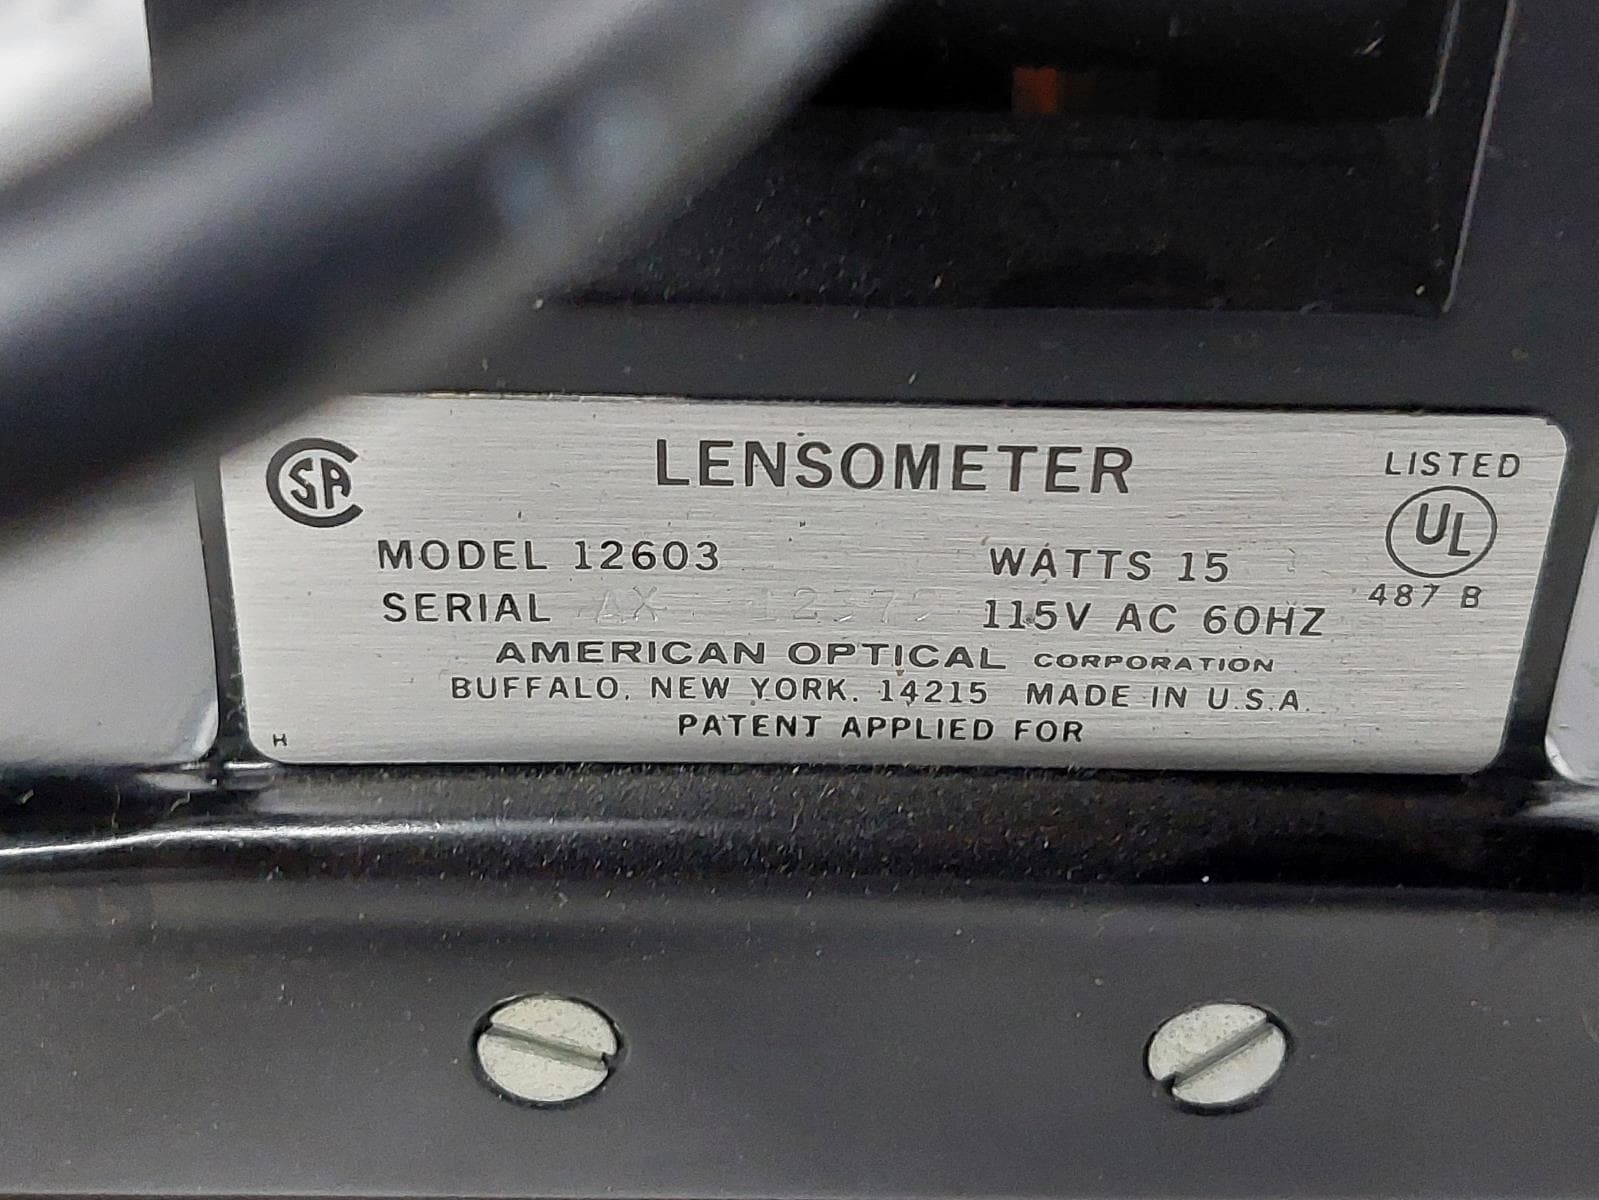 SA
LENSOMETER
LISTED
UL
487 B
MODEL 12603
WATTS 15
SERIAL AX
115V AC 60HZ
AMERICAN OPTICAL CORPORATION
BUFFALO, NEW YORK. 14215 MADE IN U.S.A.
PATENT APPLIED FOR
H